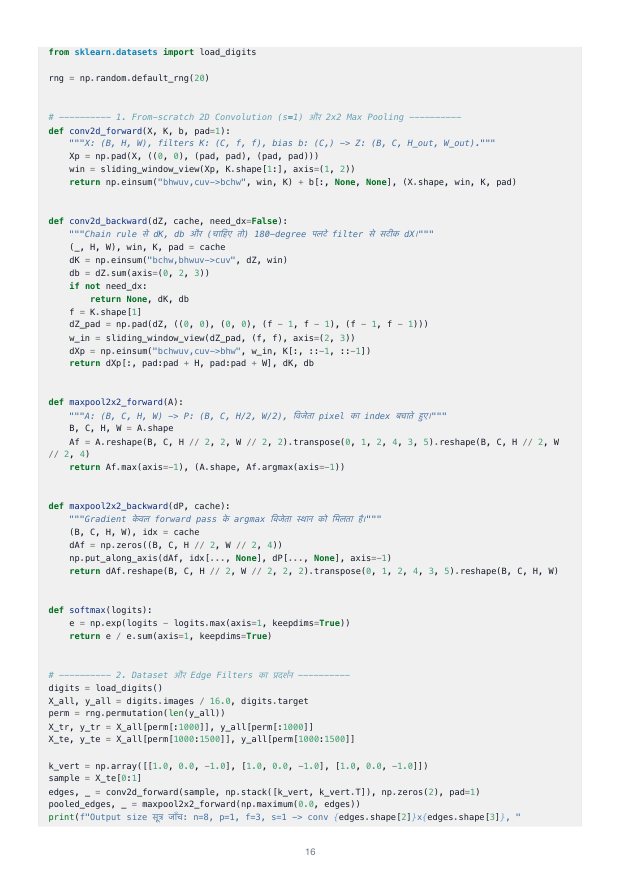 from sklearn.datasets import load_digits
rng = np.random.default_rng(20)
# ---------- 1. From-scratch 2D Convolution (s=1) और 2x2 Max Pooling ----------
def conv2d_forward(X, K, b, pad=1):
"""X: (B, H, W), filters K: (C, f, f), bias b: (C,) -> Z: (B, C, H_out, W_out)."""
Xp = np.pad(X, ((0, 0), (pad, pad), (pad, pad)))
win = sliding_window_view(Xp, K.shape[1:], axis=(1, 2))
return np.einsum("bhwuv,cuv->bchw", win, K) + b[:, None, None], (X.shape, win, K, pad)
def conv2d_backward(dZ, cache, need_dx=False):
"""Chain rule से dK, db और (चाहिए तो) 180-degree पलटे filter से सटीक dX।"""
(_, H, W), win, K, pad = cache
dK = np.einsum("bchw,bhwuv->cuv", dZ, win)
db = dZ.sum(axis=(0, 2, 3))
if not need_dx:
return None, dK, db
f = K.shape[1]
dZ_pad = np.pad(dZ, ((0, 0), (0, 0), (f - 1, f - 1), (f - 1, f - 1)))
w_in = sliding_window_view(dZ_pad, (f, f), axis=(2, 3))
dXp = np.einsum("bchwuv,cuv->bhw", w_in, K[:, ::-1, ::-1])
return dXp[:, pad:pad + H, pad:pad + W], dK, db
def maxpool2x2_forward(A):
"""A: (B, C, H, W) -> P: (B, C, H/2, W/2), विजेता pixel का index बचाते हुए।"""
B, C, H, W = A.shape
Af = A.reshape(B, C, H // 2, 2, W // 2, 2).transpose(0, 1, 2, 4, 3, 5).reshape(B, C, H // 2, W
// 2, 4)
return Af.max(axis=-1), (A.shape, Af.argmax(axis=-1))
def maxpool2x2_backward(dP, cache):
"""Gradient केवल forward pass के argmax विजेता स्थान को मिलता है।"""
(B, C, H, W), idx = cache
dAf = np.zeros((B, C, H // 2, W // 2, 4))
np.put_along_axis(dAf, idx[..., None], dP[..., None], axis=-1)
return dAf.reshape(B, C, H // 2, W // 2, 2, 2).transpose(0, 1, 2, 4, 3, 5).reshape(B, C, H, W)
def softmax(logits):
e = np.exp(logits - logits.max(axis=1, keepdims=True))
return e / e.sum(axis=1, keepdims=True)
# ---------- 2. Dataset और Edge Filters का प्रदर्शन ----------
digits = load_digits()
X_all, y_all = digits.images / 16.0, digits.target
perm = rng.permutation(len(y_all))
X_tr, y_tr = X_all[perm[:1000]], y_all[perm[:1000]]
X_te, y_te = X_all[perm[1000:1500]], y_all[perm[1000:1500]]
k_vert = np.array([[1.0, 0.0, -1.0], [1.0, 0.0, -1.0], [1.0, 0.0, -1.0]])
sample = X_te[0:1]
edges, _ = conv2d_forward(sample, np.stack([k_vert, k_vert.T]), np.zeros(2), pad=1)
pooled_edges, _ = maxpool2x2_forward(np.maximum(0.0, edges))
print(f"Output size सूत्र जाँच: n=8, p=1, f=3, s=1 -> conv {edges.shape[2]}x{edges.shape[3]}, "
16